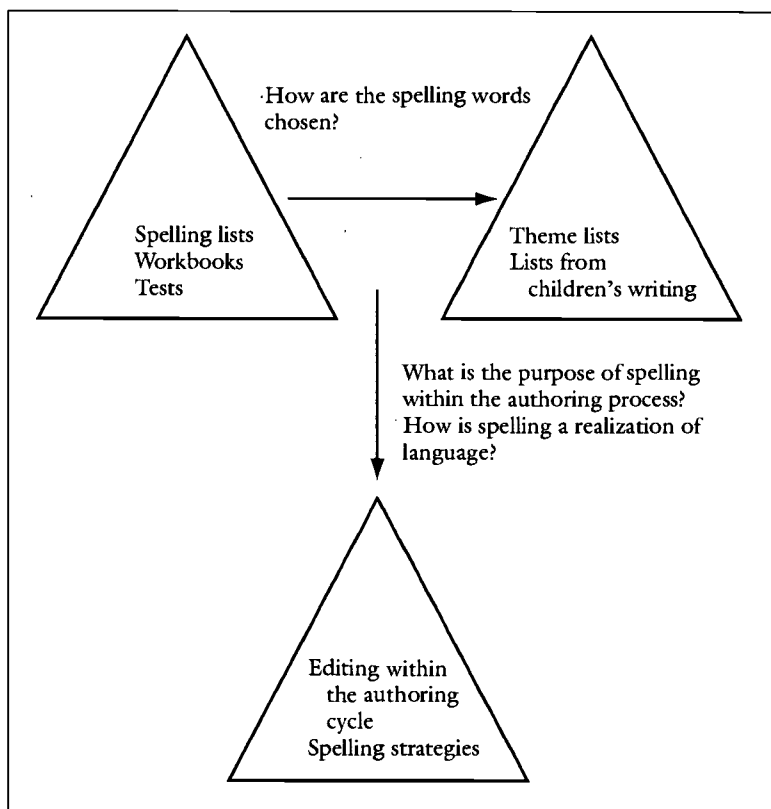 How are the spelling words
chosen?
Spelling lists
Workbooks
Tests
Theme lists
Lists from
children's writing
What is the purpose of spelling
within the authoring process?
How is spelling a realization of
language?
Editing within
the authoring
cycle
Spelling strategies